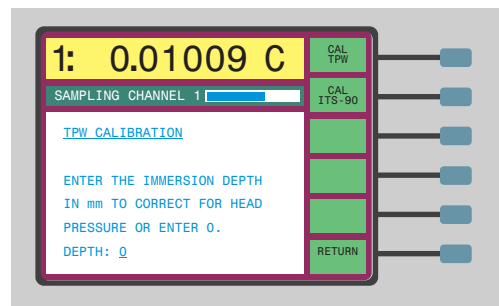 1: 0.01009 C
SAMPLING CHANNEL 1
TPW CALIBRATION
ENTER THE IMMERSION DEPTH
IN mm TO CORRECT FOR HEAD
PRESSURE OR ENTER 0.
DEPTH: 0
CAL
TPW
CAL
ITS-90
RETURN